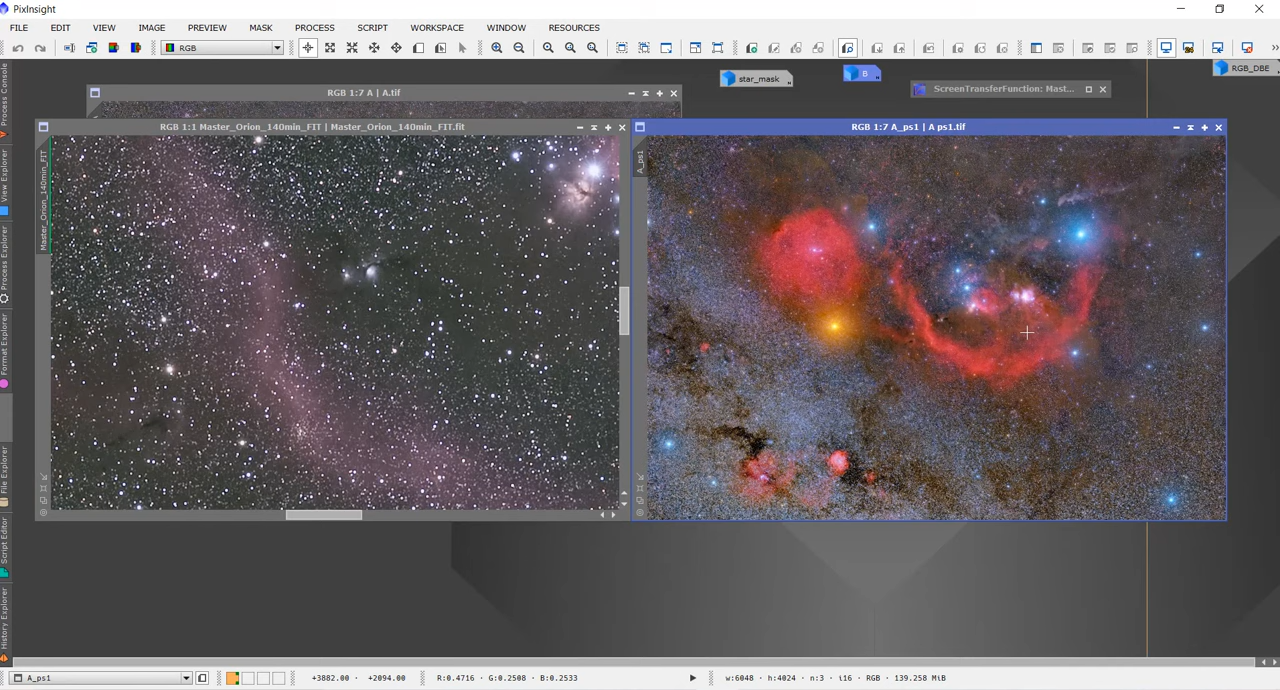 PixInsight
FILE EDIT VIEW IMAGE PREVIEW MASK PROCESS SCRIPT WORKSPACE WINDOW RESOURCES
RGB
star_mask
B
ScreenTransferFunction: Mast...
RGB_DBE
RGB 1:7 A | A.tif
RGB 1:1 Master_Orion_140min_FIT | Master_Orion_140min_FIT.fit
RGB 1:7 A_ps1 | A ps1.tif
Master_Orion_140min_FIT
A_ps1
Process Console
View Explorer
Process Explorer
Format Explorer
File Explorer
Script Editor
History Explorer
A_ps1
+3882.00 · +2094.00
R:0.4716 · G:0.2508 · B:0.2533
w:6048 · h:4024 · n:3 · i16 · RGB · 139.258 MiB